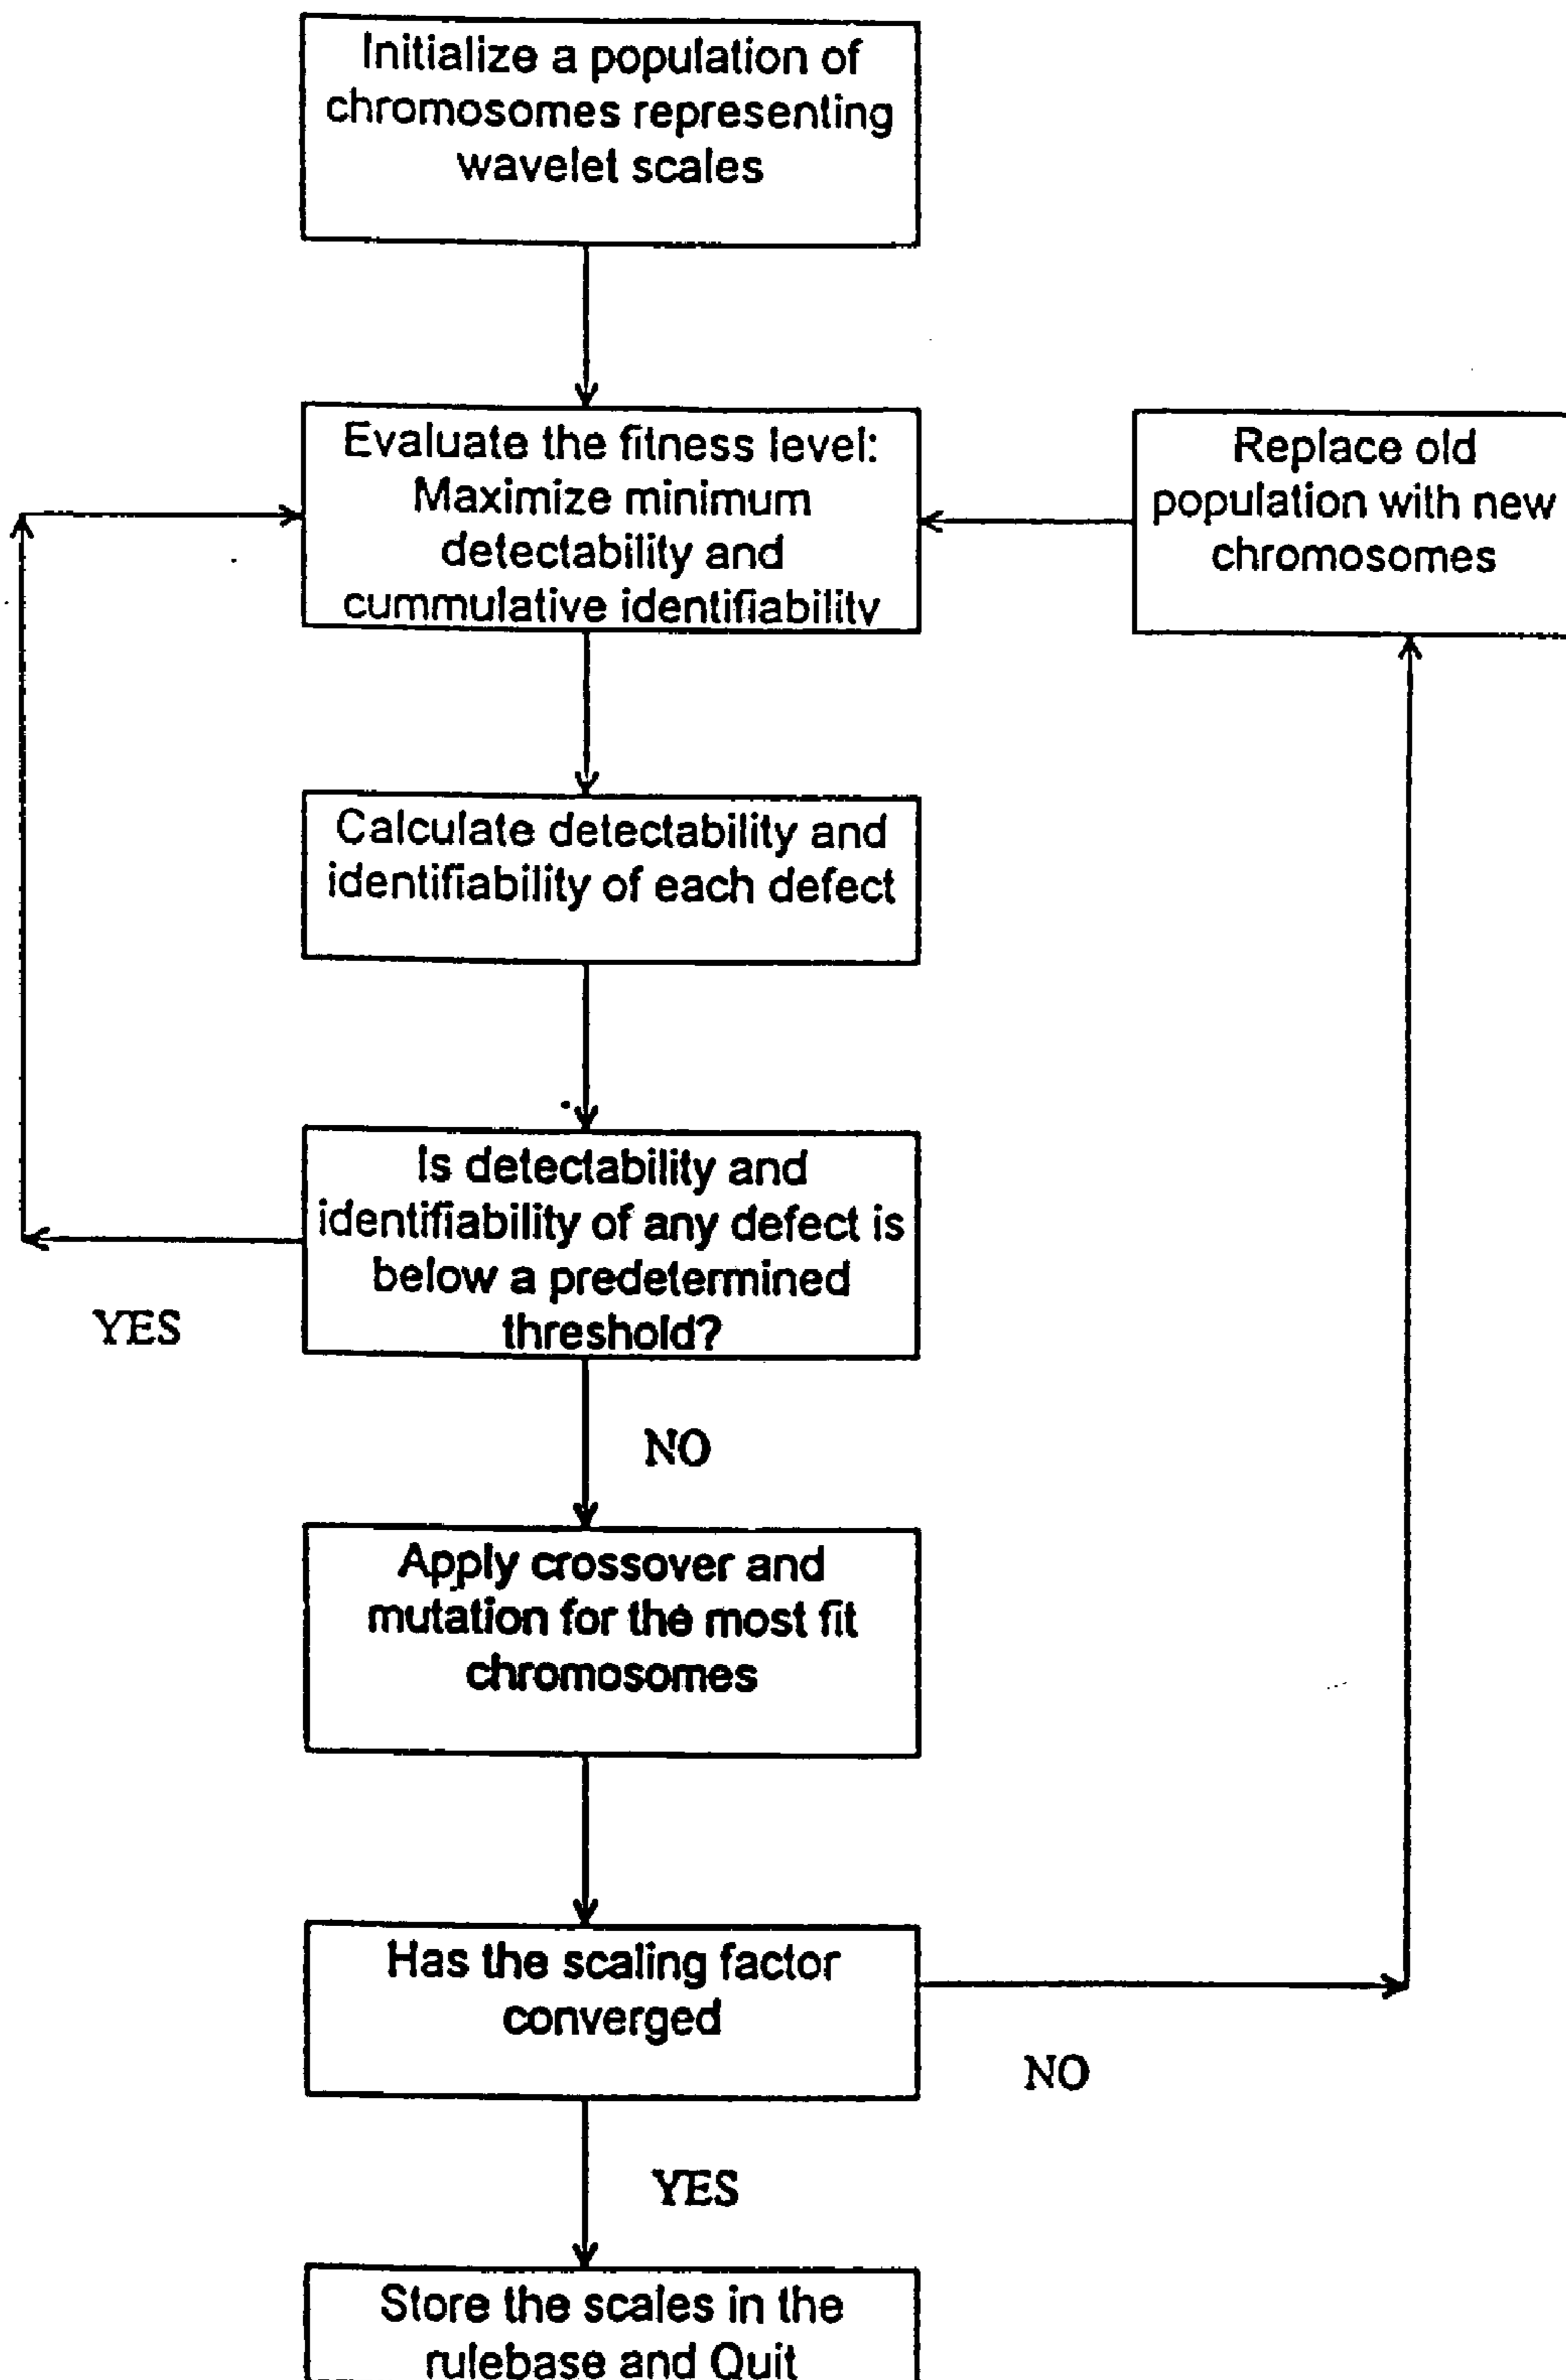 Initialize a population of
chromosomes representing
wavelet scales
Evaluate the fitness level:
Maximize minimum
detectability and
cummulative identifiability
Replace old
population with new
chromosomes
Calculate detectability and
identifiability of each defect
Is detectability and
identifiability of any defect is
below a predetermined
threshold?
YES
NO
Apply crossover and
mutation for the most fit
chromosomes
Has the scaling factor
converged
NO
YES
Store the scales in the
rulebase and Quit